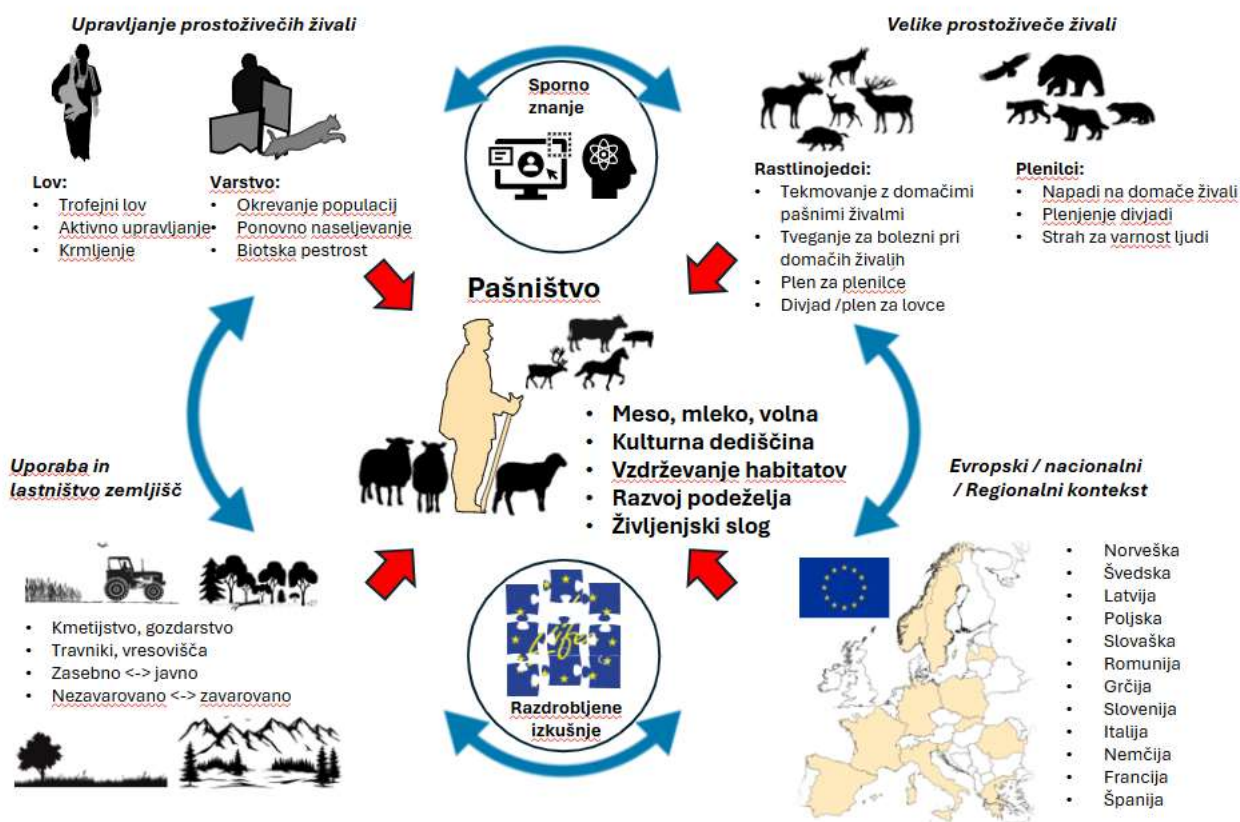 Upravljanje prostoživečih živali
Lov:
• Trofejni lov
• Aktivno upravljanje
• Krmljenje
Varstvo:
• Okrevanje populacij
• Ponovno naseljevanje
• Biotska pestrost
Sporno
znanje
Velike prostoživeče živali
Rastlinojedci:
• Tekmovanje z domačimi
pašnimi živalmi
• Tveganje za bolezni pri
domačih živalih
• Plen za plenilce
• Divjad /plen za lovce
Plenilci:
• Napadi na domače živali
• Plenjenje divjadi
• Strah za varnost ljudi
Pašništvo
• Meso, mleko, volna
• Kulturna dediščina
• Vzdrževanje habitatov
• Razvoj podeželja
• Življenjski slog
Uporaba in
lastništvo zemljišč
• Kmetijstvo, gozdarstvo
• Travniki, vresovišča
• Zasebno <-> javno
• Nezavarovano <-> zavarovano
Life
Razdrobljene
izkušnje
Evropski / nacionalni
/ Regionalni kontekst
• Norveška
• Švedska
• Latvija
• Poljska
• Slovaška
• Romunija
• Grčija
• Slovenija
• Italija
• Nemčija
• Francija
• Španija